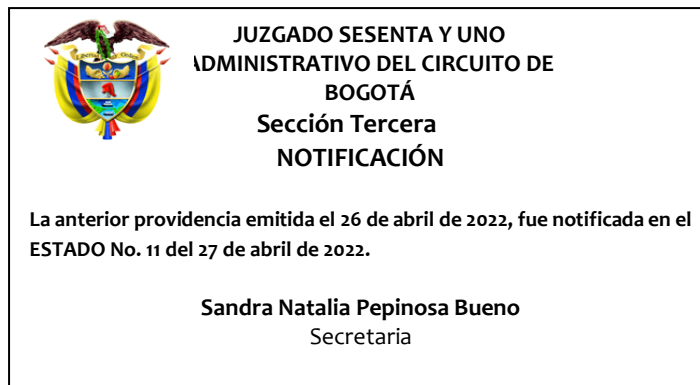 JUZGADO SESENTA Y UNO
ADMINISTRATIVO DEL CIRCUITO DE
BOGOTÁ
Sección Tercera
NOTIFICACIÓN
La anterior providencia emitida el 26 de abril de 2022, fue notificada en el
ESTADO No. 11 del 27 de abril de 2022.
Sandra Natalia Pepinosa Bueno
Secretaria